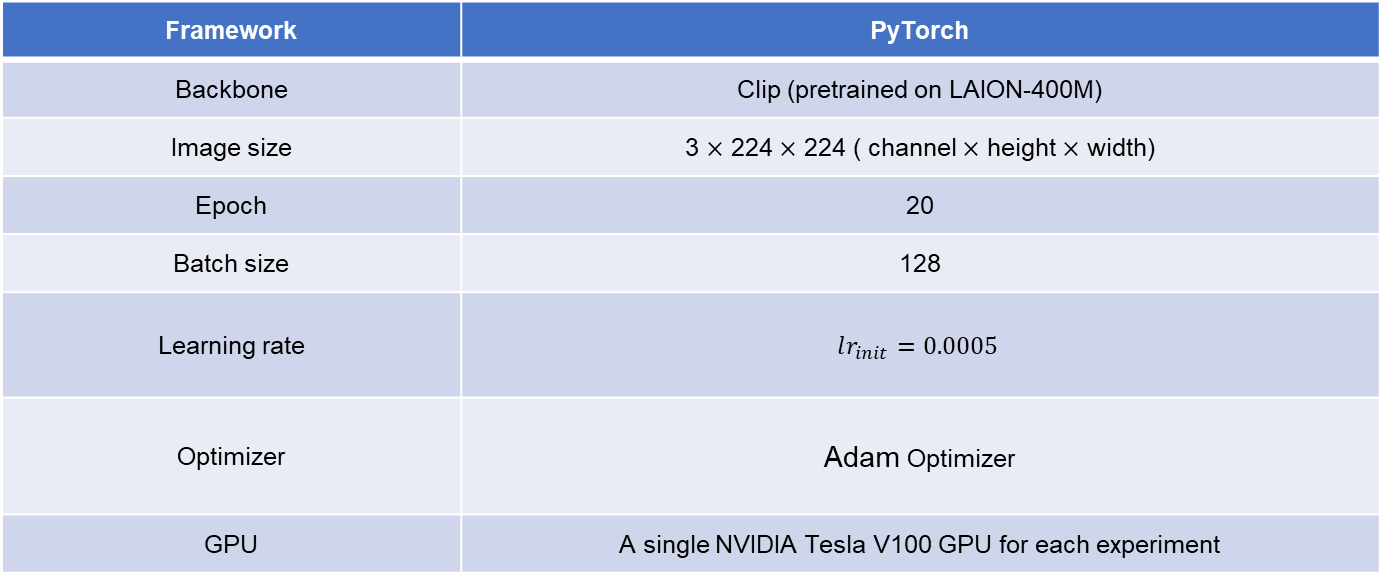 Framework PyTorch
Backbone Clip (pretrained on LAION-400M)
Image size 3 × 224 × 224 ( channel × height × width)
Epoch 20
Batch size 128
Learning rate lr_init = 0.0005
Optimizer Adam Optimizer
GPU A single NVIDIA Tesla V100 GPU for each experiment